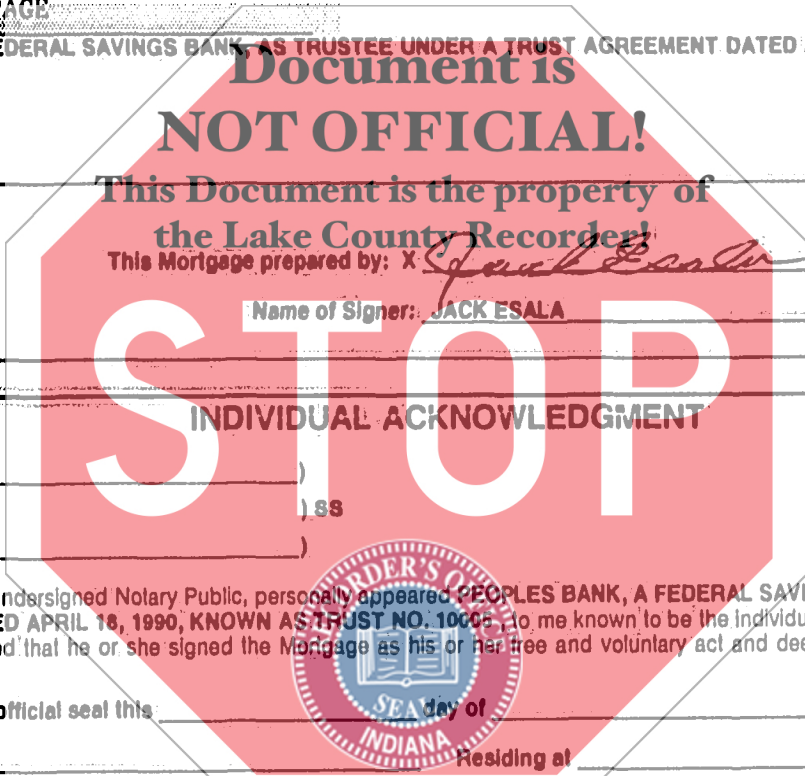 AGE
EDERAL SAVINGS BANK, AS TRUSTEE UNDER A TRUST AGREEMENT DATED
Document is
NOT OFFICIAL!
This Document is the property of
the Lake County Recorder!
This Mortgage prepared by: X Jack Esala
Name of Signer: JACK ESALA
STOP
INDIVIDUAL ACKNOWLEDGMENT
)
) SS
)
ndersigned Notary Public, personally appeared PEOPLES BANK, A FEDERAL SAVI
ED APRIL 16, 1990, KNOWN AS TRUST NO. 10005, to me known to be the individu
d that he or she signed the Mortgage as his or her free and voluntary act and dee
official seal this day of
Residing at
RECORDER'S OFFICE
SEAL
INDIANA